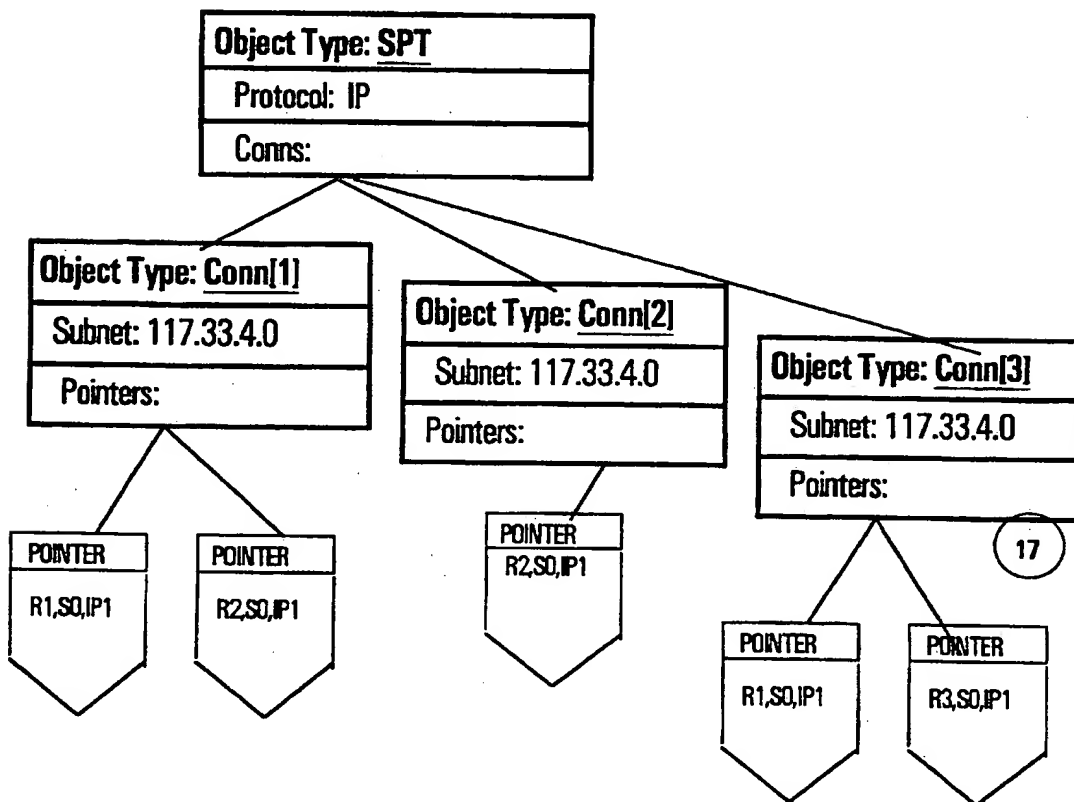 Object Type: SPT
Protocol: IP
Conns:
Object Type: Conn[1]
Subnet: 117.33.4.0
Pointers:
Object Type: Conn[2]
Subnet: 117.33.4.0
Pointers:
Object Type: Conn[3]
Subnet: 117.33.4.0
Pointers:
POINTER
R1,S0,IP1
POINTER
R2,S0,IP1
POINTER
R2,S0,IP1
17
POINTER
R1,S0,IP1
POINTER
R3,S0,IP1